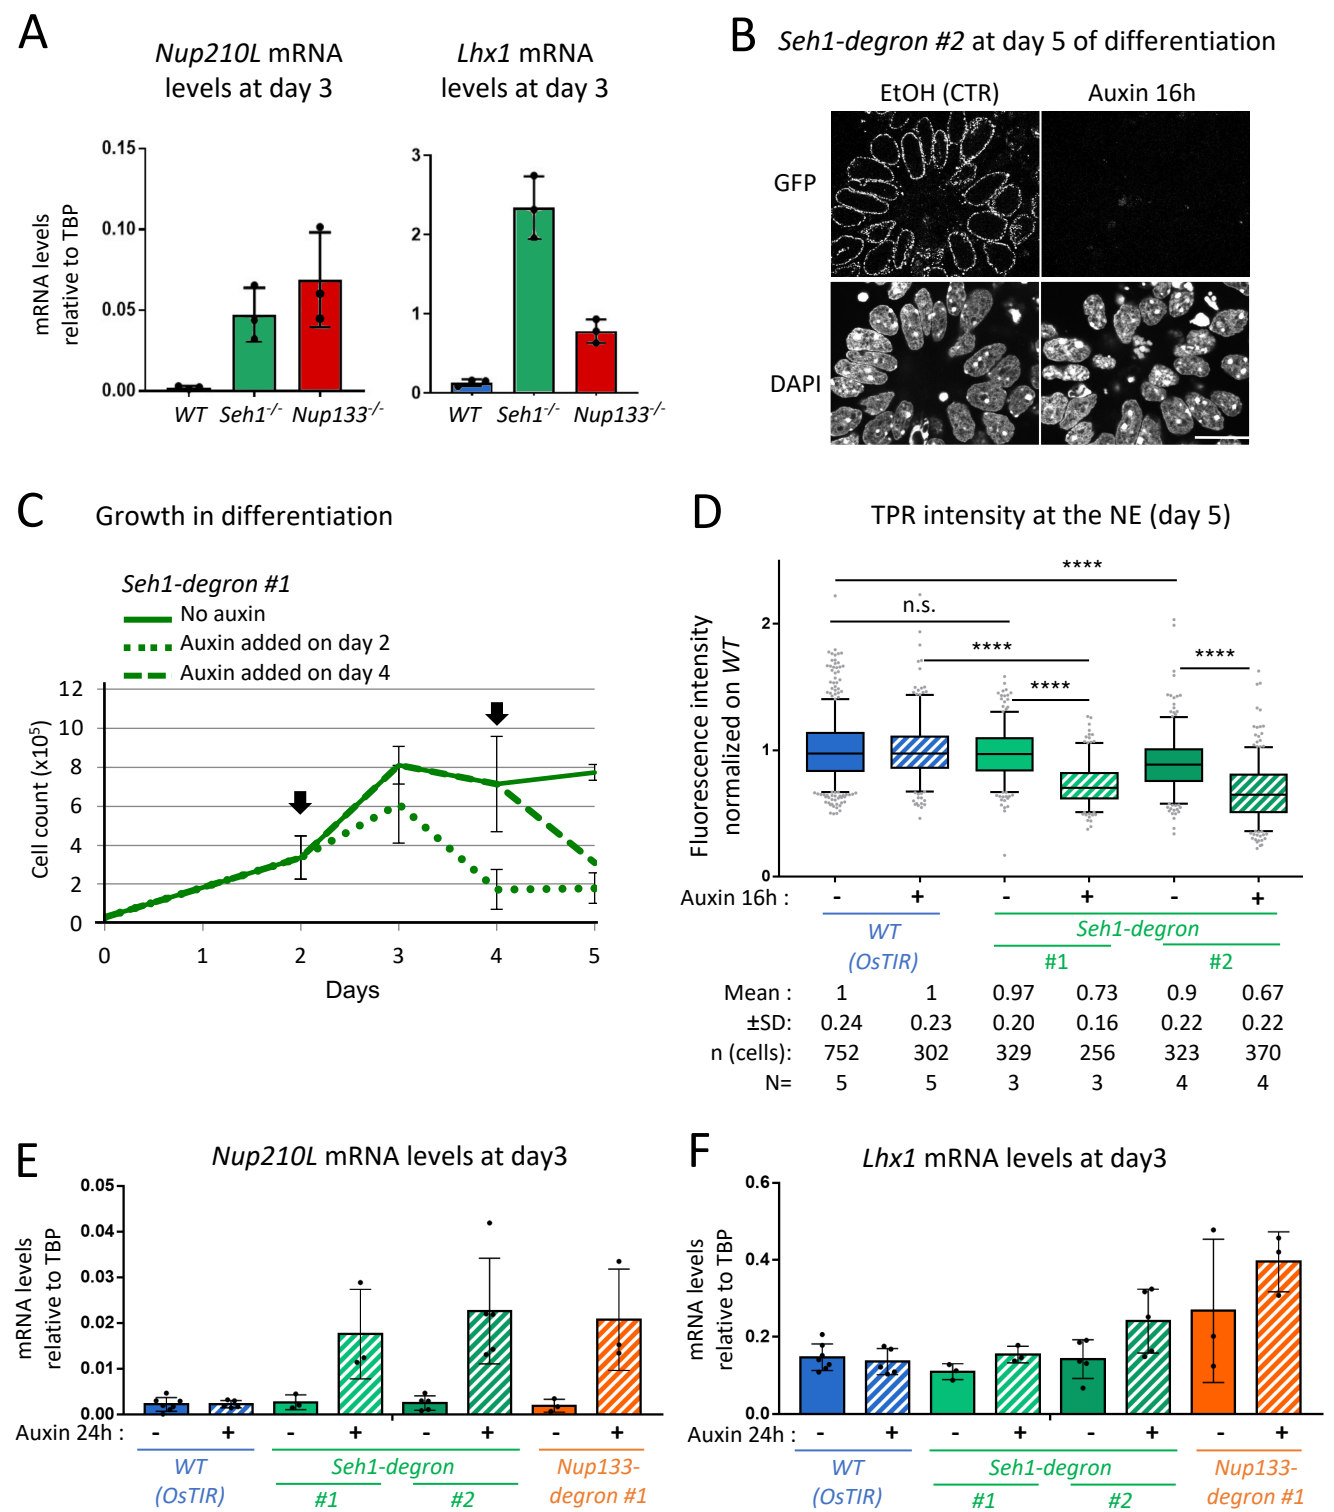 A
Nup210L mRNA
levels at day 3
Lhx1 mRNA
levels at day 3
mRNA levels
relative to TBP
0.15
0.10
0.05
0.00
WT Seh1-/- Nup133-/-
3
2
1
0
WT Seh1-/- Nup133-/-
B
Seh1-degron #2 at day 5 of differentiation
EtOH (CTR) Auxin 16h
GFP
DAPI
C
Growth in differentiation
Seh1-degron #1
No auxin
Auxin added on day 2
Auxin added on day 4
Cell count (x10⁵)
12
10
8
6
4
2
0
0 1 2 3 4 5
Days
D
TPR intensity at the NE (day 5)
Fluorescence intensity
normalized on WT
2
1
0
****
n.s.
****
****
****
Auxin 16h : - + - + - +
WT
(OsTIR)
Seh1-degron
#1 #2
Mean : 1 1 0.97 0.73 0.9 0.67
±SD: 0.24 0.23 0.20 0.16 0.22 0.22
n (cells): 752 302 329 256 323 370
N= 5 5 3 3 4 4
E
Nup210L mRNA levels at day3
mRNA levels
relative to TBP
0.05
0.04
0.03
0.02
0.01
0.00
Auxin 24h : - + - + - + - +
WT
(OsTIR)
Seh1-degron
#1 #2
Nup133-
degron #1
F
Lhx1 mRNA levels at day3
mRNA levels
relative to TBP
0.6
0.4
0.2
0.0
Auxin 24h : - + - + - + - +
WT
(OsTIR)
Seh1-degron
#1 #2
Nup133-
degron #1